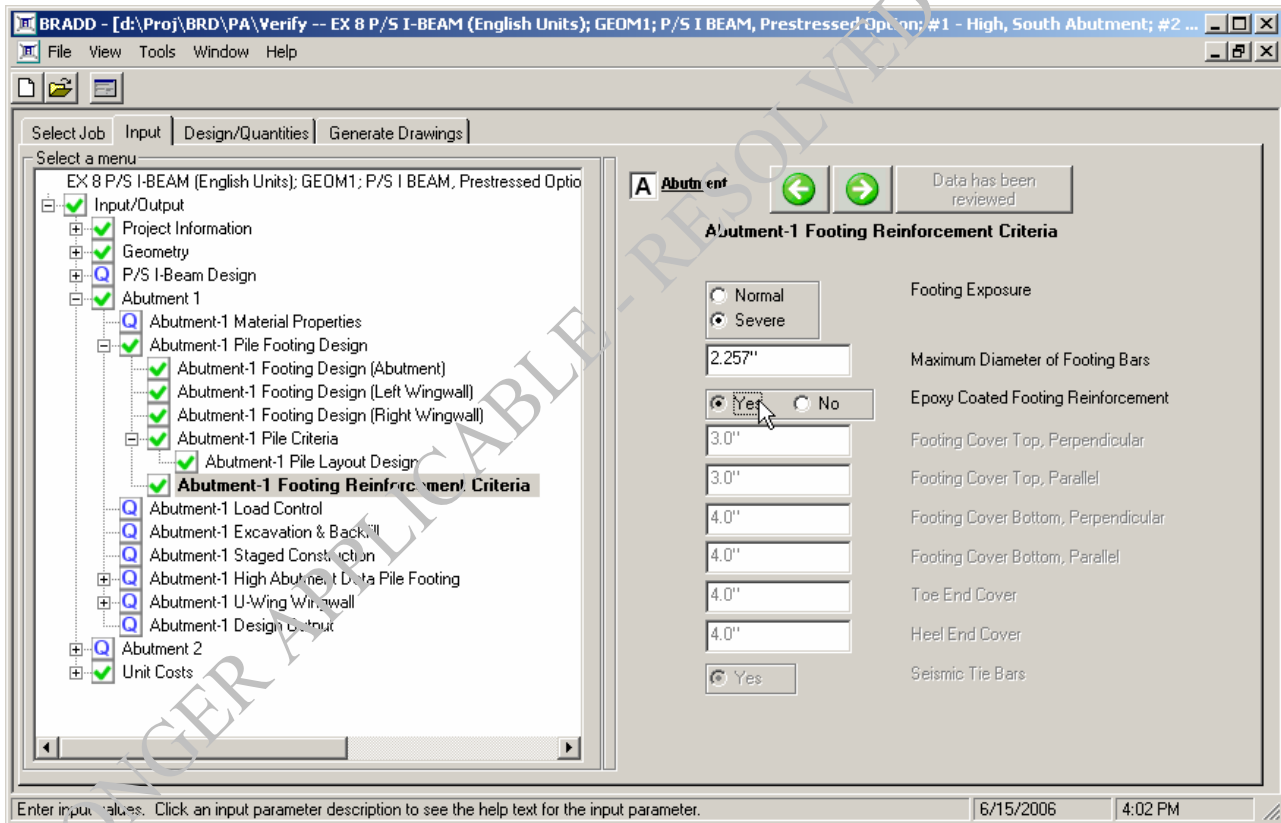 BRADD - [d:\Proj\BRD\PA\Verify -- EX 8 P/S I-BEAM (English Units); GEOM1; P/S I BEAM, Prestressed Option; #1 - High, South Abutment; #2 ...
File View Tools Window Help
Select Job Input Design/Quantities Generate Drawings
Select a menu
EX 8 P/S I-BEAM (English Units); GEOM1; P/S I BEAM, Prestressed Optio
Input/Output
Project Information
Geometry
Q P/S I-Beam Design
Abutment 1
Q Abutment-1 Material Properties
Abutment-1 Pile Footing Design
Abutment-1 Footing Design (Abutment)
Abutment-1 Footing Design (Left Wingwall)
Abutment-1 Footing Design (Right Wingwall)
Abutment-1 Pile Criteria
Abutment-1 Pile Layout Design
Abutment-1 Footing Reinforcement Criteria
Q Abutment-1 Load Control
Q Abutment-1 Excavation & Backfill
Q Abutment-1 Staged Construction
Q Abutment-1 High Abutment Data Pile Footing
Q Abutment-1 U-Wing Wingwall
Q Abutment-1 Design Output
Q Abutment 2
Unit Costs
A Abutment
Data has been
reviewed
Abutment-1 Footing Reinforcement Criteria
Normal
Severe
Footing Exposure
2.257" Maximum Diameter of Footing Bars
Yes No Epoxy Coated Footing Reinforcement
3.0" Footing Cover Top, Perpendicular
3.0" Footing Cover Top, Parallel
4.0" Footing Cover Bottom, Perpendicular
4.0" Footing Cover Bottom, Parallel
4.0" Toe End Cover
4.0" Heel End Cover
Yes Seismic Tie Bars
Enter input values. Click an input parameter description to see the help text for the input parameter. 6/15/2006 4:02 PM
ONGER APPLICABLE - RESOLVED